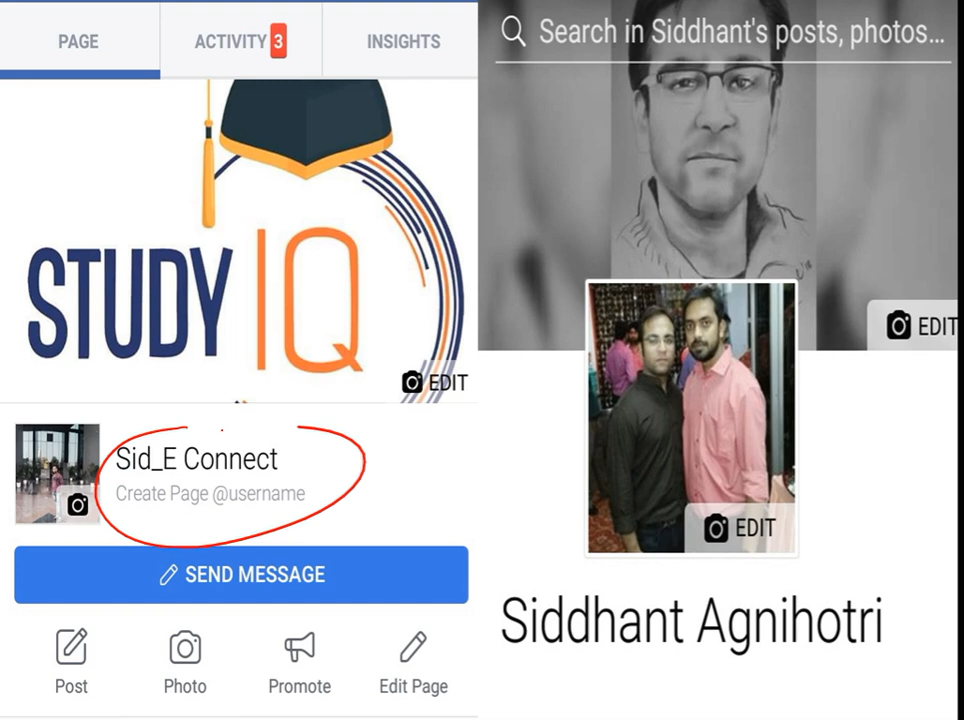 PAGE
ACTIVITY 3
INSIGHTS
STUDY IQ
EDIT
Sid_E Connect
Create Page @username
SEND MESSAGE
Post
Photo
Promote
Edit Page
Search in Siddhant's posts, photos...
EDIT
EDIT
Siddhant Agnihotri